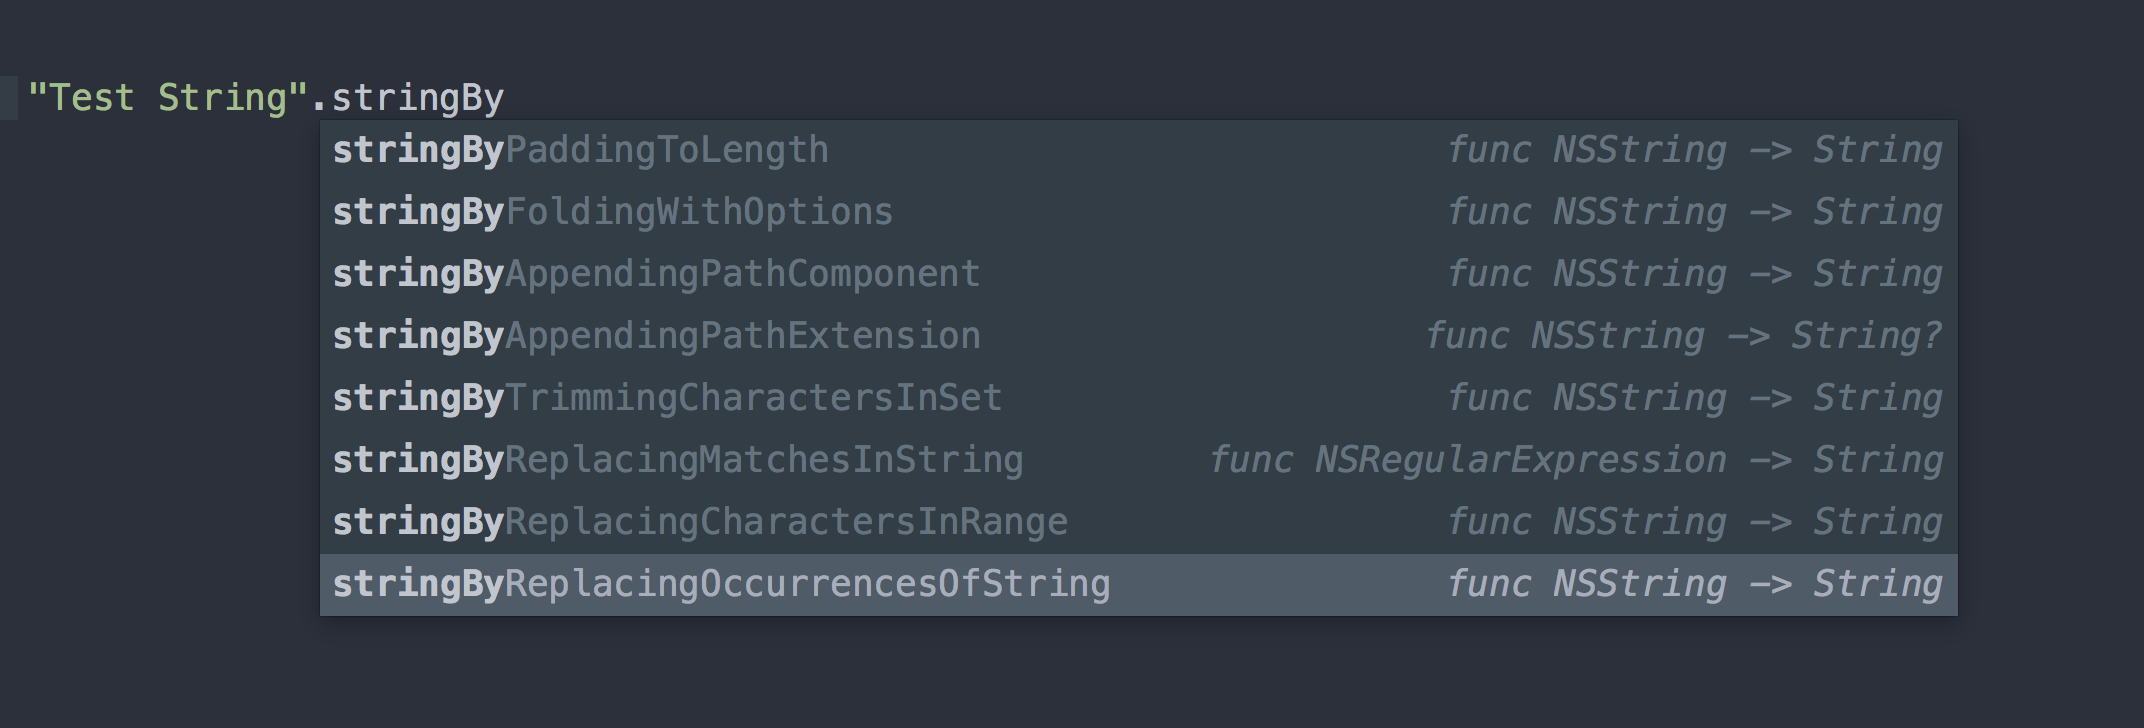 "Test String".stringBy
stringByPaddingToLength func NSString -> String
stringByFoldingWithOptions func NSString -> String
stringByAppendingPathComponent func NSString -> String
stringByAppendingPathExtension func NSString -> String?
stringByTrimmingCharactersInSet func NSString -> String
stringByReplacingMatchesInString func NSRegularExpression -> String
stringByReplacingCharactersInRange func NSString -> String
stringByReplacingOccurrencesOfString func NSString -> String